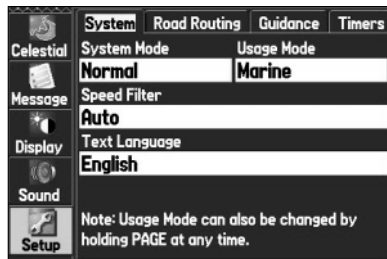 System Road Routing Guidance Timers
Celestial
Message
Display
Sound
Setup
System Mode Usage Mode
Normal Marine
Speed Filter
Auto
Text Language
English
Note: Usage Mode can also be changed by
holding PAGE at any time.